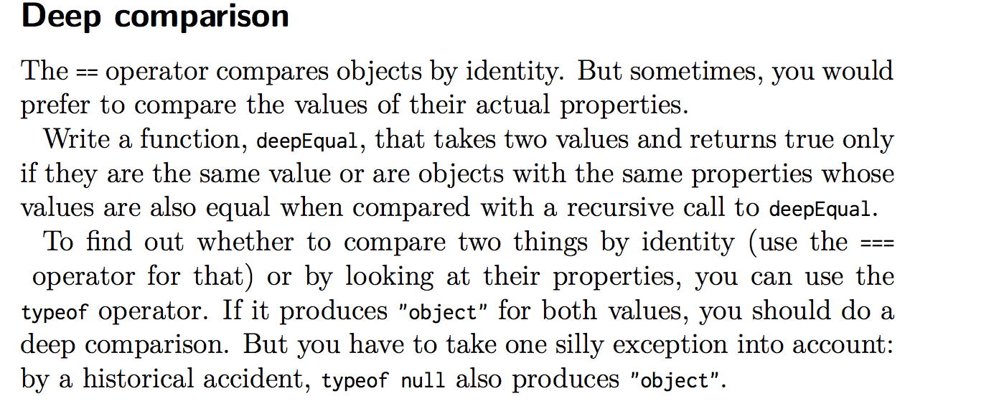 Deep comparison
The == operator compares objects by identity. But sometimes, you would
prefer to compare the values of their actual properties.
Write a function, deepEqual, that takes two values and returns true only
if they are the same value or are objects with the same properties whose
values are also equal when compared with a recursive call to deepEqual.
To find out whether to compare two things by identity (use the ===
operator for that) or by looking at their properties, you can use the
typeof operator. If it produces "object" for both values, you should do a
deep comparison. But you have to take one silly exception into account:
by a historical accident, typeof null also produces "object".